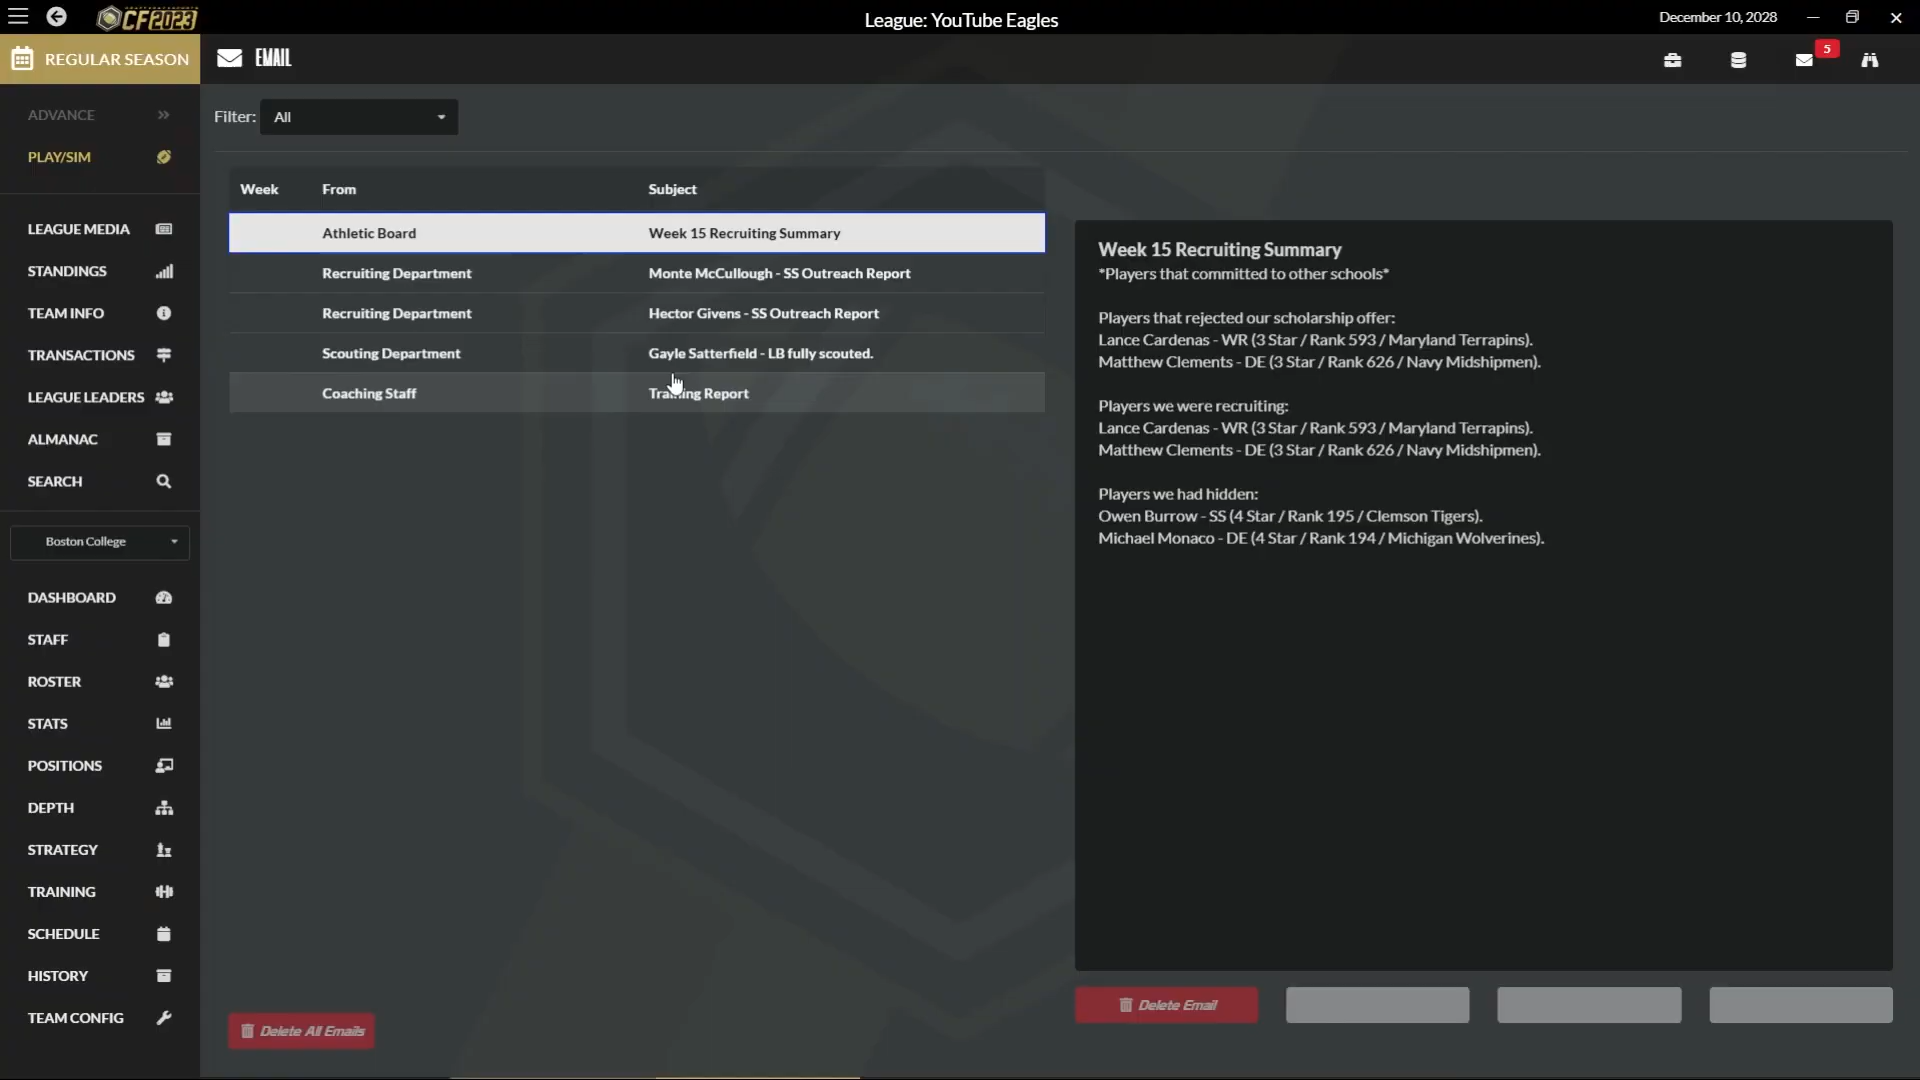 CF2023
League: YouTube Eagles
December 10, 2028
REGULAR SEASON
EMAIL
5
ADVANCE
PLAY/SIM
LEAGUE MEDIA
STANDINGS
TEAM INFO
TRANSACTIONS
LEAGUE LEADERS
ALMANAC
SEARCH
Boston College
DASHBOARD
STAFF
ROSTER
STATS
POSITIONS
DEPTH
STRATEGY
TRAINING
SCHEDULE
HISTORY
TEAM CONFIG
Filter: All
Week From Subject
Athletic Board Week 15 Recruiting Summary
Recruiting Department Monte McCullough - SS Outreach Report
Recruiting Department Hector Givens - SS Outreach Report
Scouting Department Gayle Satterfield - LB fully scouted.
Coaching Staff Training Report
Delete All Emails
Week 15 Recruiting Summary
*Players that committed to other schools*
Players that rejected our scholarship offer:
Lance Cardenas - WR (3 Star / Rank 593 / Maryland Terrapins).
Matthew Clements - DE (3 Star / Rank 626 / Navy Midshipmen).
Players we were recruiting:
Lance Cardenas - WR (3 Star / Rank 593 / Maryland Terrapins).
Matthew Clements - DE (3 Star / Rank 626 / Navy Midshipmen).
Players we had hidden:
Owen Burrow - SS (4 Star / Rank 195 / Clemson Tigers).
Michael Monaco - DE (4 Star / Rank 194 / Michigan Wolverines).
Delete Email